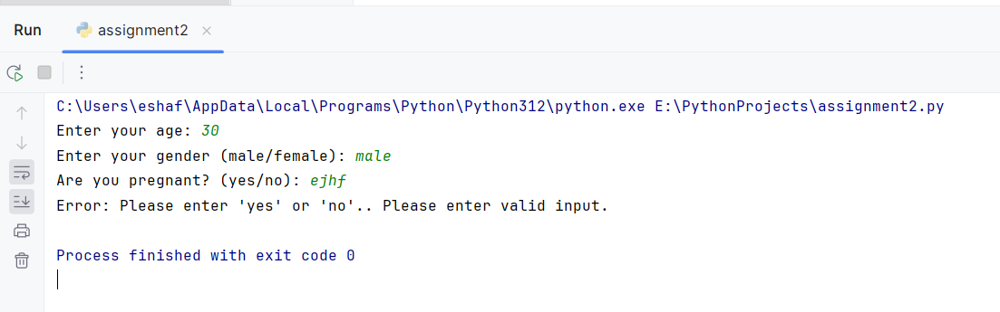 Run assignment2 ×
C:\Users\eshaf\AppData\Local\Programs\Python\Python312\python.exe E:\PythonProjects\assignment2.py
Enter your age: 30
Enter your gender (male/female): male
Are you pregnant? (yes/no): ejhf
Error: Please enter 'yes' or 'no'.. Please enter valid input.
Process finished with exit code 0